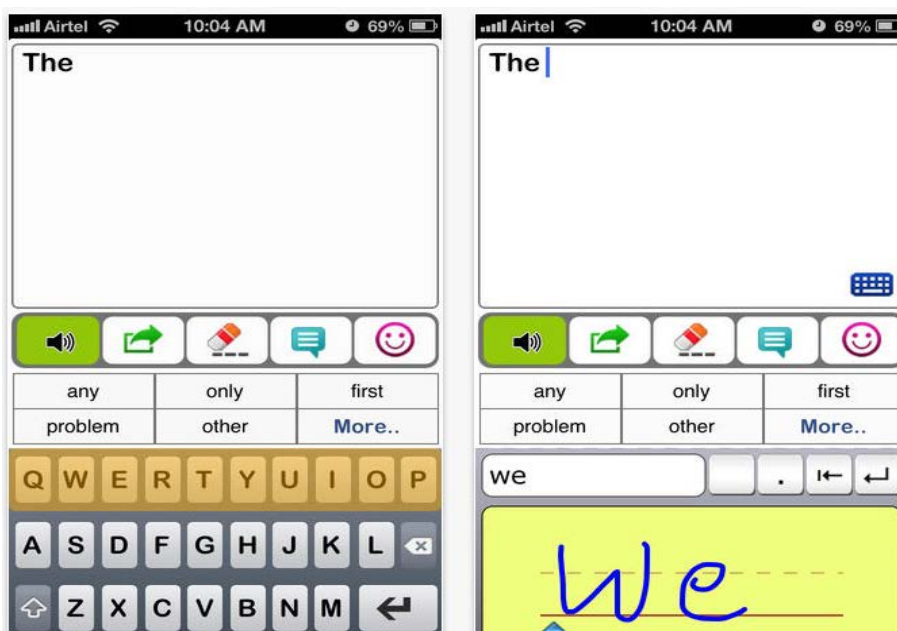 Airtel 10:04 AM 69%
The
any only first
problem other More..
Q W E R T Y U I O P
A S D F G H J K L
Z X C V B N M
Airtel 10:04 AM 69%
The
any only first
problem other More..
we .
We